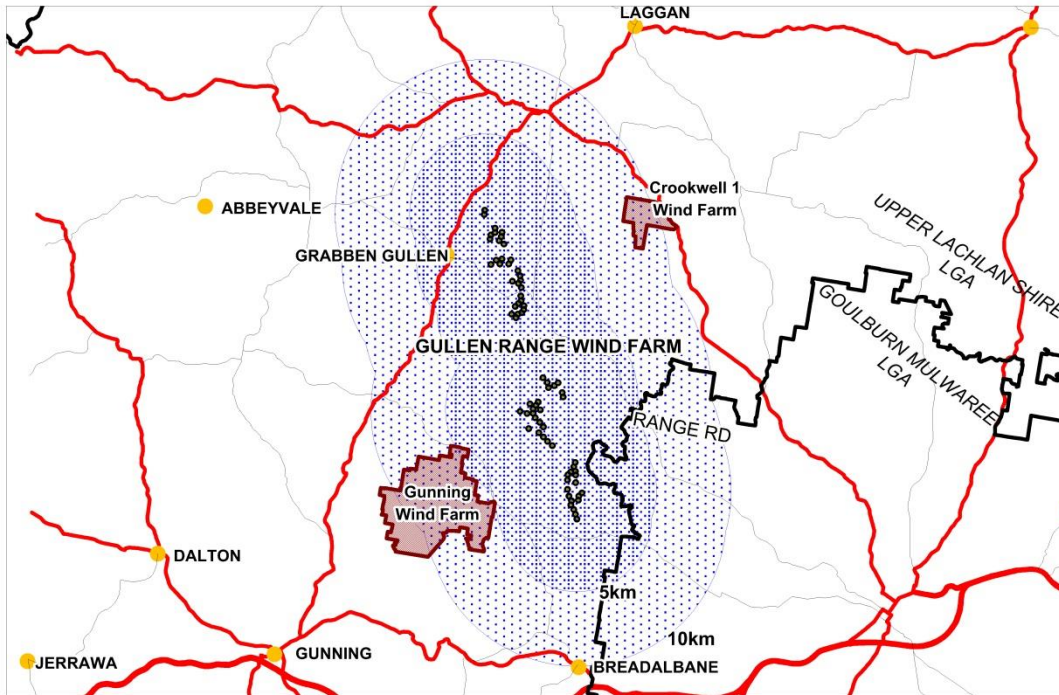 LAGGAN
Crookwell 1
Wind Farm
ABBEYVALE
UPPER LACHLAN SHIRE
LGA
GRABBEN GULLEN
GOULBURN MULWAREE
LGA
GULLEN RANGE WIND FARM
RANGE RD
Gunning
Wind Farm
DALTON
5km
10km
GUNNING
JERRAWA
BREADALBANE